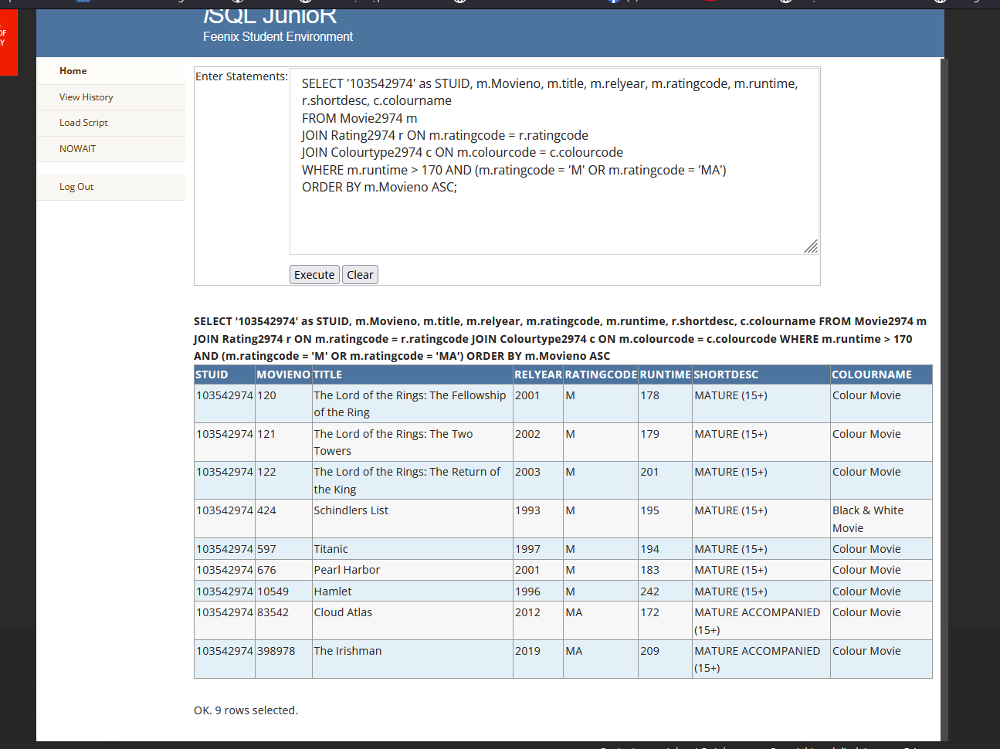 iSQL JunioR
Feenix Student Environment
OF
Y
Home
View History
Load Script
NOWAIT
Log Out
Enter Statements:
SELECT '103542974' as STUID, m.Movieno, m.title, m.relyear, m.ratingcode, m.runtime,
r.shortdesc, c.colourname
FROM Movie2974 m
JOIN Rating2974 r ON m.ratingcode = r.ratingcode
JOIN Colourtype2974 c ON m.colourcode = c.colourcode
WHERE m.runtime > 170 AND (m.ratingcode = 'M' OR m.ratingcode = 'MA')
ORDER BY m.Movieno ASC;
Execute Clear
SELECT '103542974' as STUID, m.Movieno, m.title, m.relyear, m.ratingcode, m.runtime, r.shortdesc, c.colourname FROM Movie2974 m
JOIN Rating2974 r ON m.ratingcode = r.ratingcode JOIN Colourtype2974 c ON m.colourcode = c.colourcode WHERE m.runtime > 170
AND (m.ratingcode = 'M' OR m.ratingcode = 'MA') ORDER BY m.Movieno ASC
STUID MOVIENO TITLE RELYEAR RATINGCODE RUNTIME SHORTDESC COLOURNAME
103542974 120 The Lord of the Rings: The Fellowship 2001 M 178 MATURE (15+) Colour Movie
of the Ring
103542974 121 The Lord of the Rings: The Two 2002 M 179 MATURE (15+) Colour Movie
Towers
103542974 122 The Lord of the Rings: The Return of 2003 M 201 MATURE (15+) Colour Movie
the King
103542974 424 Schindlers List 1993 M 195 MATURE (15+) Black & White
Movie
103542974 597 Titanic 1997 M 194 MATURE (15+) Colour Movie
103542974 676 Pearl Harbor 2001 M 183 MATURE (15+) Colour Movie
103542974 10549 Hamlet 1996 M 242 MATURE (15+) Colour Movie
103542974 83542 Cloud Atlas 2012 MA 172 MATURE ACCOMPANIED Colour Movie
(15+)
103542974 398978 The Irishman 2019 MA 209 MATURE ACCOMPANIED Colour Movie
(15+)
OK. 9 rows selected.